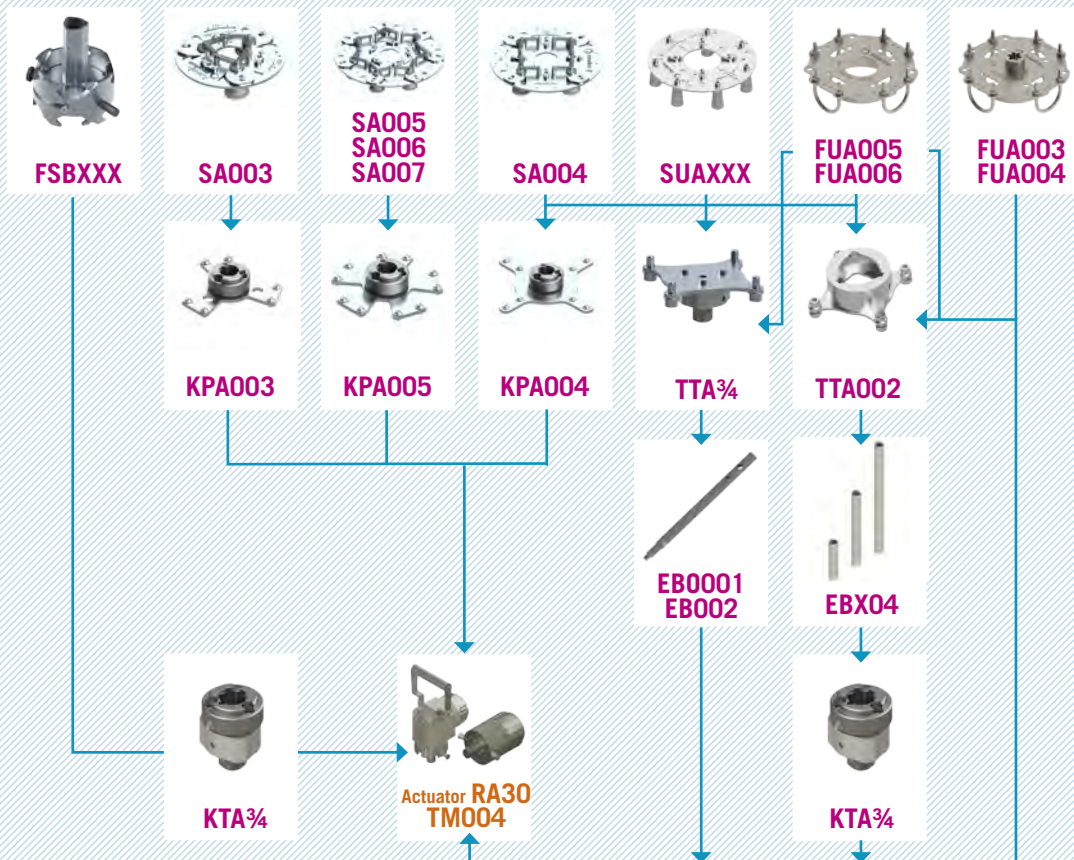 FSBXXX
SA003
SA005
SA006
SA007
SA004
SUAXXX
FUA005
FUA006
FUA003
FUA004
KPA003
KPA005
KPA004
TTA¾
TTA002
EB0001
EB002
EBX04
KTA¾
Actuator RA30
TM004
KTA¾